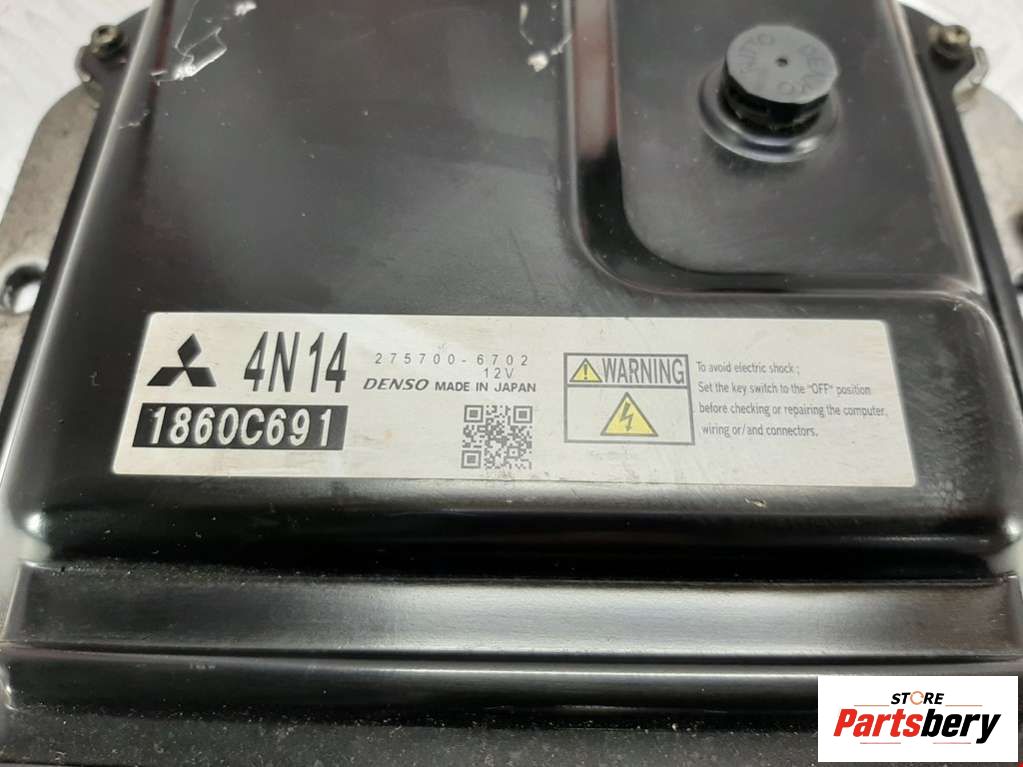 4N14
275700-6702
12V
DENSO MADE IN JAPAN
1860C691
WARNING
To avoid electric shock ;
Set the key switch to the "OFF" position
before checking or repairing the computer,
wiring or/and connectors.
STORE
Partsbery